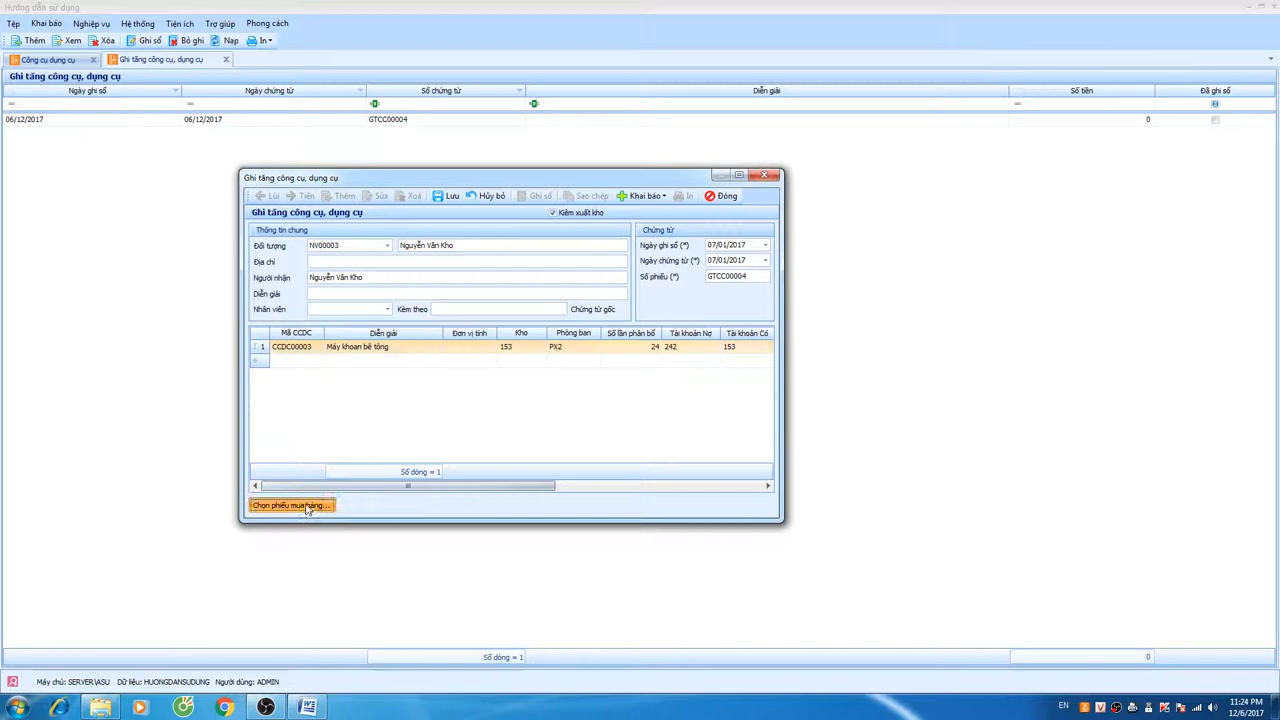 Hướng dẫn sử dụng
Tệp Khai báo Nghiệp vụ Hệ thống Tiện ích Trợ giúp Phong cách
Thêm Xem Xóa Ghi sổ Bỏ ghi Nạp In
Công cụ dụng cụ Ghi tăng công cụ, dụng cụ
Ghi tăng công cụ, dụng cụ
Ngày ghi sổ Ngày chứng từ Số chứng từ Diễn giải Số tiền Đã ghi sổ
= = =
06/12/2017 06/12/2017 GTCC00004 0
Ghi tăng công cụ, dụng cụ
Lùi Tiến Thêm Sửa Xoá Lưu Hủy bỏ Ghi sổ Sao chép Khai báo In Đóng
Ghi tăng công cụ, dụng cụ Kiêm xuất kho
Thông tin chung Chứng từ
Đối tượng NV00003 Nguyễn Văn Kho Ngày ghi sổ (*) 07/01/2017
Địa chỉ Ngày chứng từ (*) 07/01/2017
Người nhận Nguyễn Văn Kho Số phiếu (*) GTCC00004
Diễn giải
Nhân viên Kèm theo Chứng từ gốc
Mã CCDC Diễn giải Đơn vị tính Kho Phòng ban Số lần phân bổ Tài khoản Nợ Tài khoản Có
1 CCDC00003 Máy khoan bê tông 153 PX2 24 242 153
Số dòng = 1
Chọn phiếu mua hàng...
Số dòng = 1 0
Máy chủ: SERVER\ASU Dữ liệu: HUONGDANSUDUNG Người dùng: ADMIN
EN 11:24 PM
12/6/2017